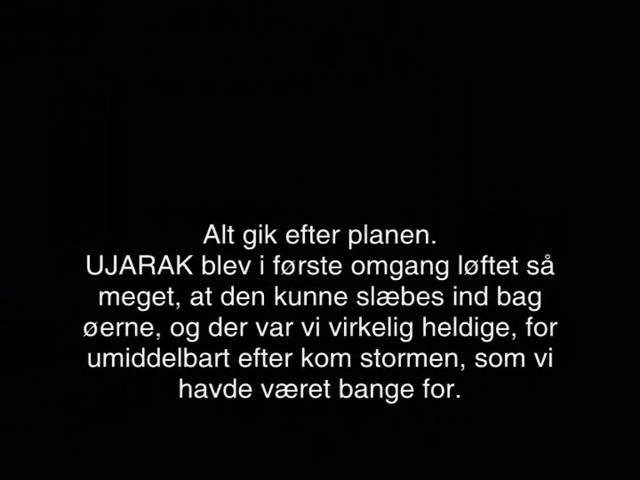 Alt gik efter planen.
UJARAK blev i første omgang løftet så
meget, at den kunne slæbes ind bag
øerne, og der var vi virkelig heldige, for
umiddelbart efter kom stormen, som vi
havde været bange for.